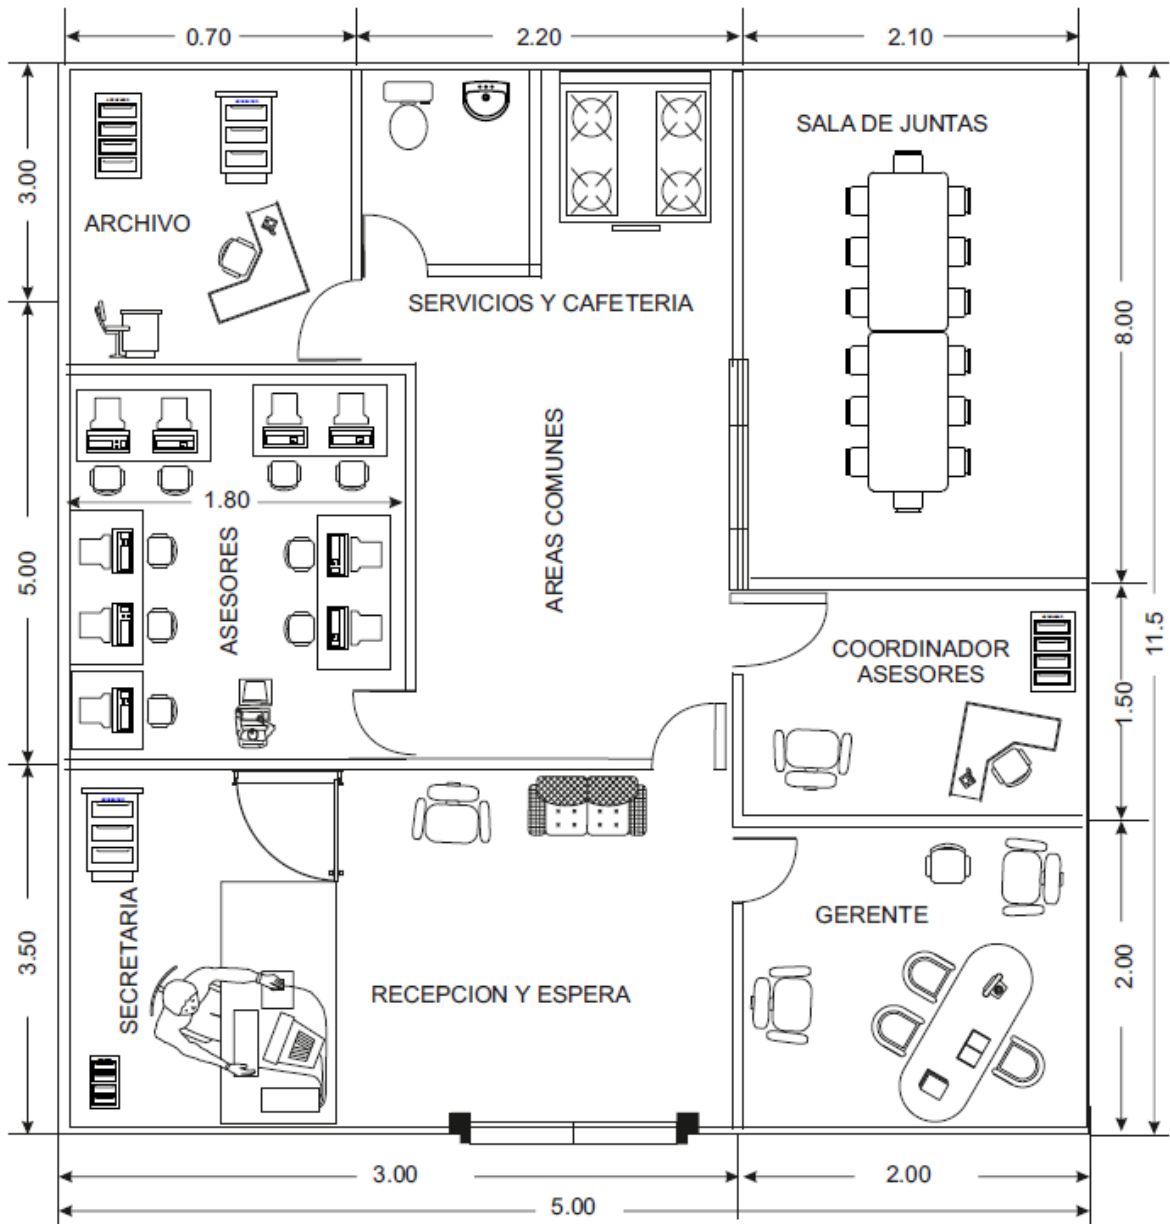 0.70
2.20
2.10
SALA DE JUNTAS
3.00
ARCHIVO
SERVICIOS Y CAFETERIA
8.00
AREAS COMUNES
1.80
ASESORES
5.00
11.5
COORDINADOR
ASESORES
1.50
SECRETARIA
GERENTE
3.50
RECEPCION Y ESPERA
2.00
3.00
2.00
5.00